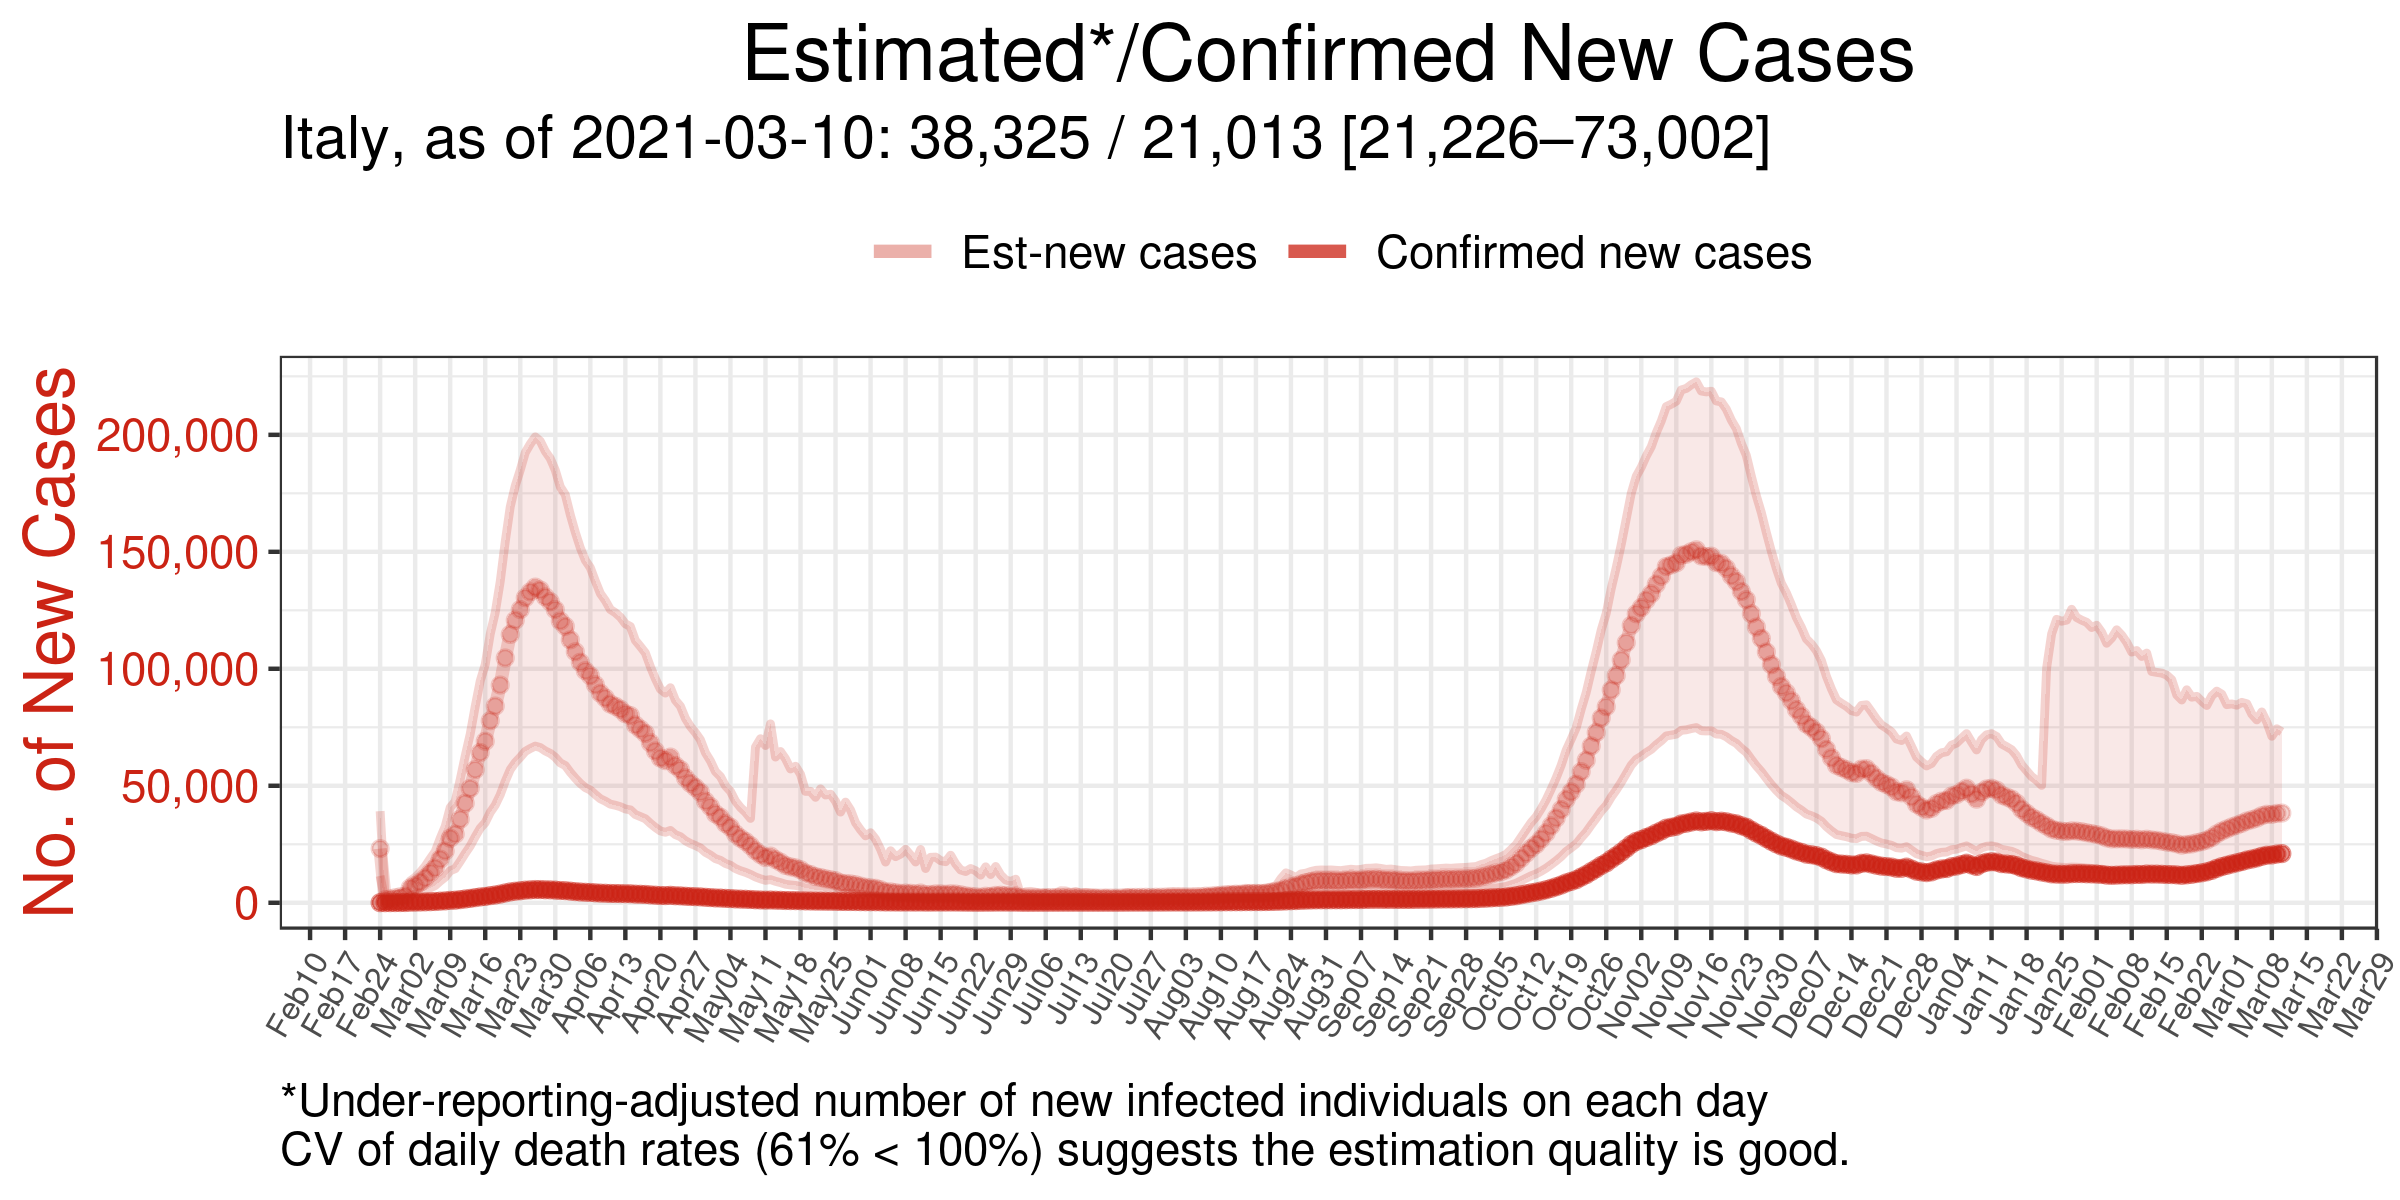 Estimated*/Confirmed New Cases
Italy, as of 2021-03-10: 38,325 / 21,013 [21,226–73,002]
Est-new cases
Confirmed new cases
No. of New Cases
200,000
150,000
100,000
50,000
0
Feb10
Feb17
Feb24
Mar02
Mar09
Mar16
Mar23
Mar30
Apr06
Apr13
Apr20
Apr27
May04
May11
May18
May25
Jun01
Jun08
Jun15
Jun22
Jun29
Jul06
Jul13
Jul20
Jul27
Aug03
Aug10
Aug17
Aug24
Aug31
Sep07
Sep14
Sep21
Sep28
Oct05
Oct12
Oct19
Oct26
Nov02
Nov09
Nov16
Nov23
Nov30
Dec07
Dec14
Dec21
Dec28
Jan04
Jan11
Jan18
Jan25
Feb01
Feb08
Feb15
Feb22
Mar01
Mar08
Mar15
Mar22
Mar29
*Under-reporting-adjusted number of new infected individuals on each day
CV of daily death rates (61% < 100%) suggests the estimation quality is good.